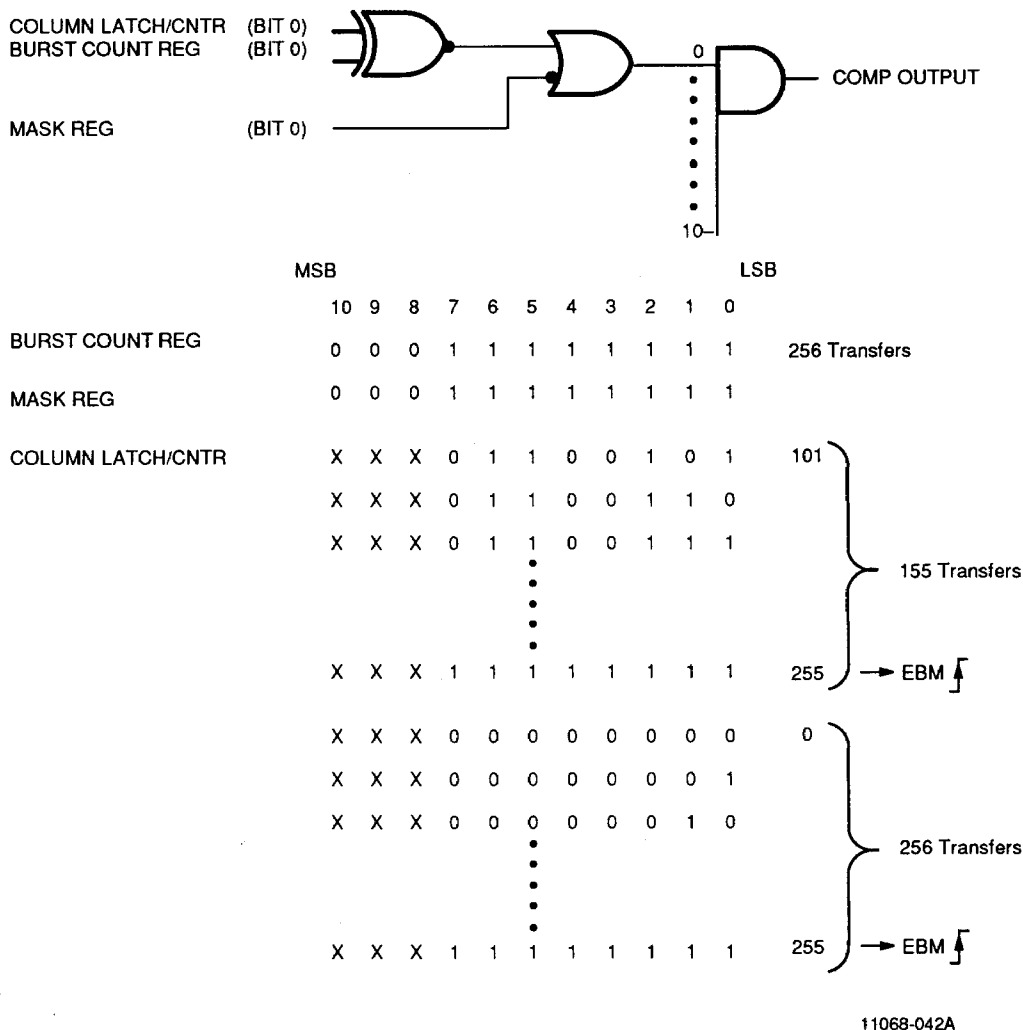 COLUMN LATCH/CNTR (BIT 0)
BURST COUNT REG (BIT 0)
MASK REG (BIT 0)
0
10
COMP OUTPUT
MSB LSB
10 9 8 7 6 5 4 3 2 1 0
BURST COUNT REG 0 0 0 1 1 1 1 1 1 1 1 256 Transfers
MASK REG 0 0 0 1 1 1 1 1 1 1 1
COLUMN LATCH/CNTR X X X 0 1 1 0 0 1 0 1 101
X X X 0 1 1 0 0 1 1 0
X X X 0 1 1 0 0 1 1 1
155 Transfers
X X X 1 1 1 1 1 1 1 1 255 → EBM
X X X 0 0 0 0 0 0 0 0 0
X X X 0 0 0 0 0 0 0 1
X X X 0 0 0 0 0 0 1 0
256 Transfers
X X X 1 1 1 1 1 1 1 1 255 → EBM
11068-042A